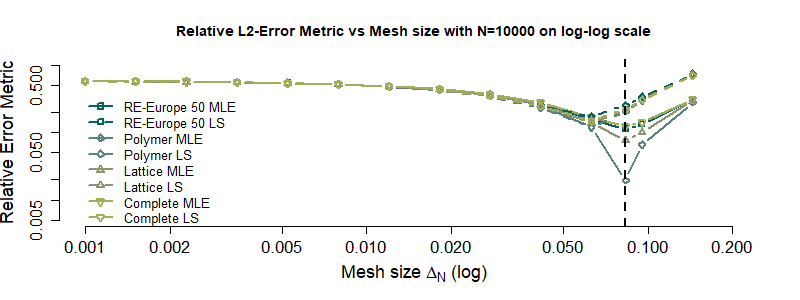 Relative L2-Error Metric vs Mesh size with N=10000 on log-log scale
Relative Error Metric
0.500
0.050
0.005
RE-Europe 50 MLE
RE-Europe 50 LS
Polymer MLE
Polymer LS
Lattice MLE
Lattice LS
Complete MLE
Complete LS
0.001 0.002 0.005 0.010 0.020 0.050 0.100 0.200
Mesh size Δ_N (log)